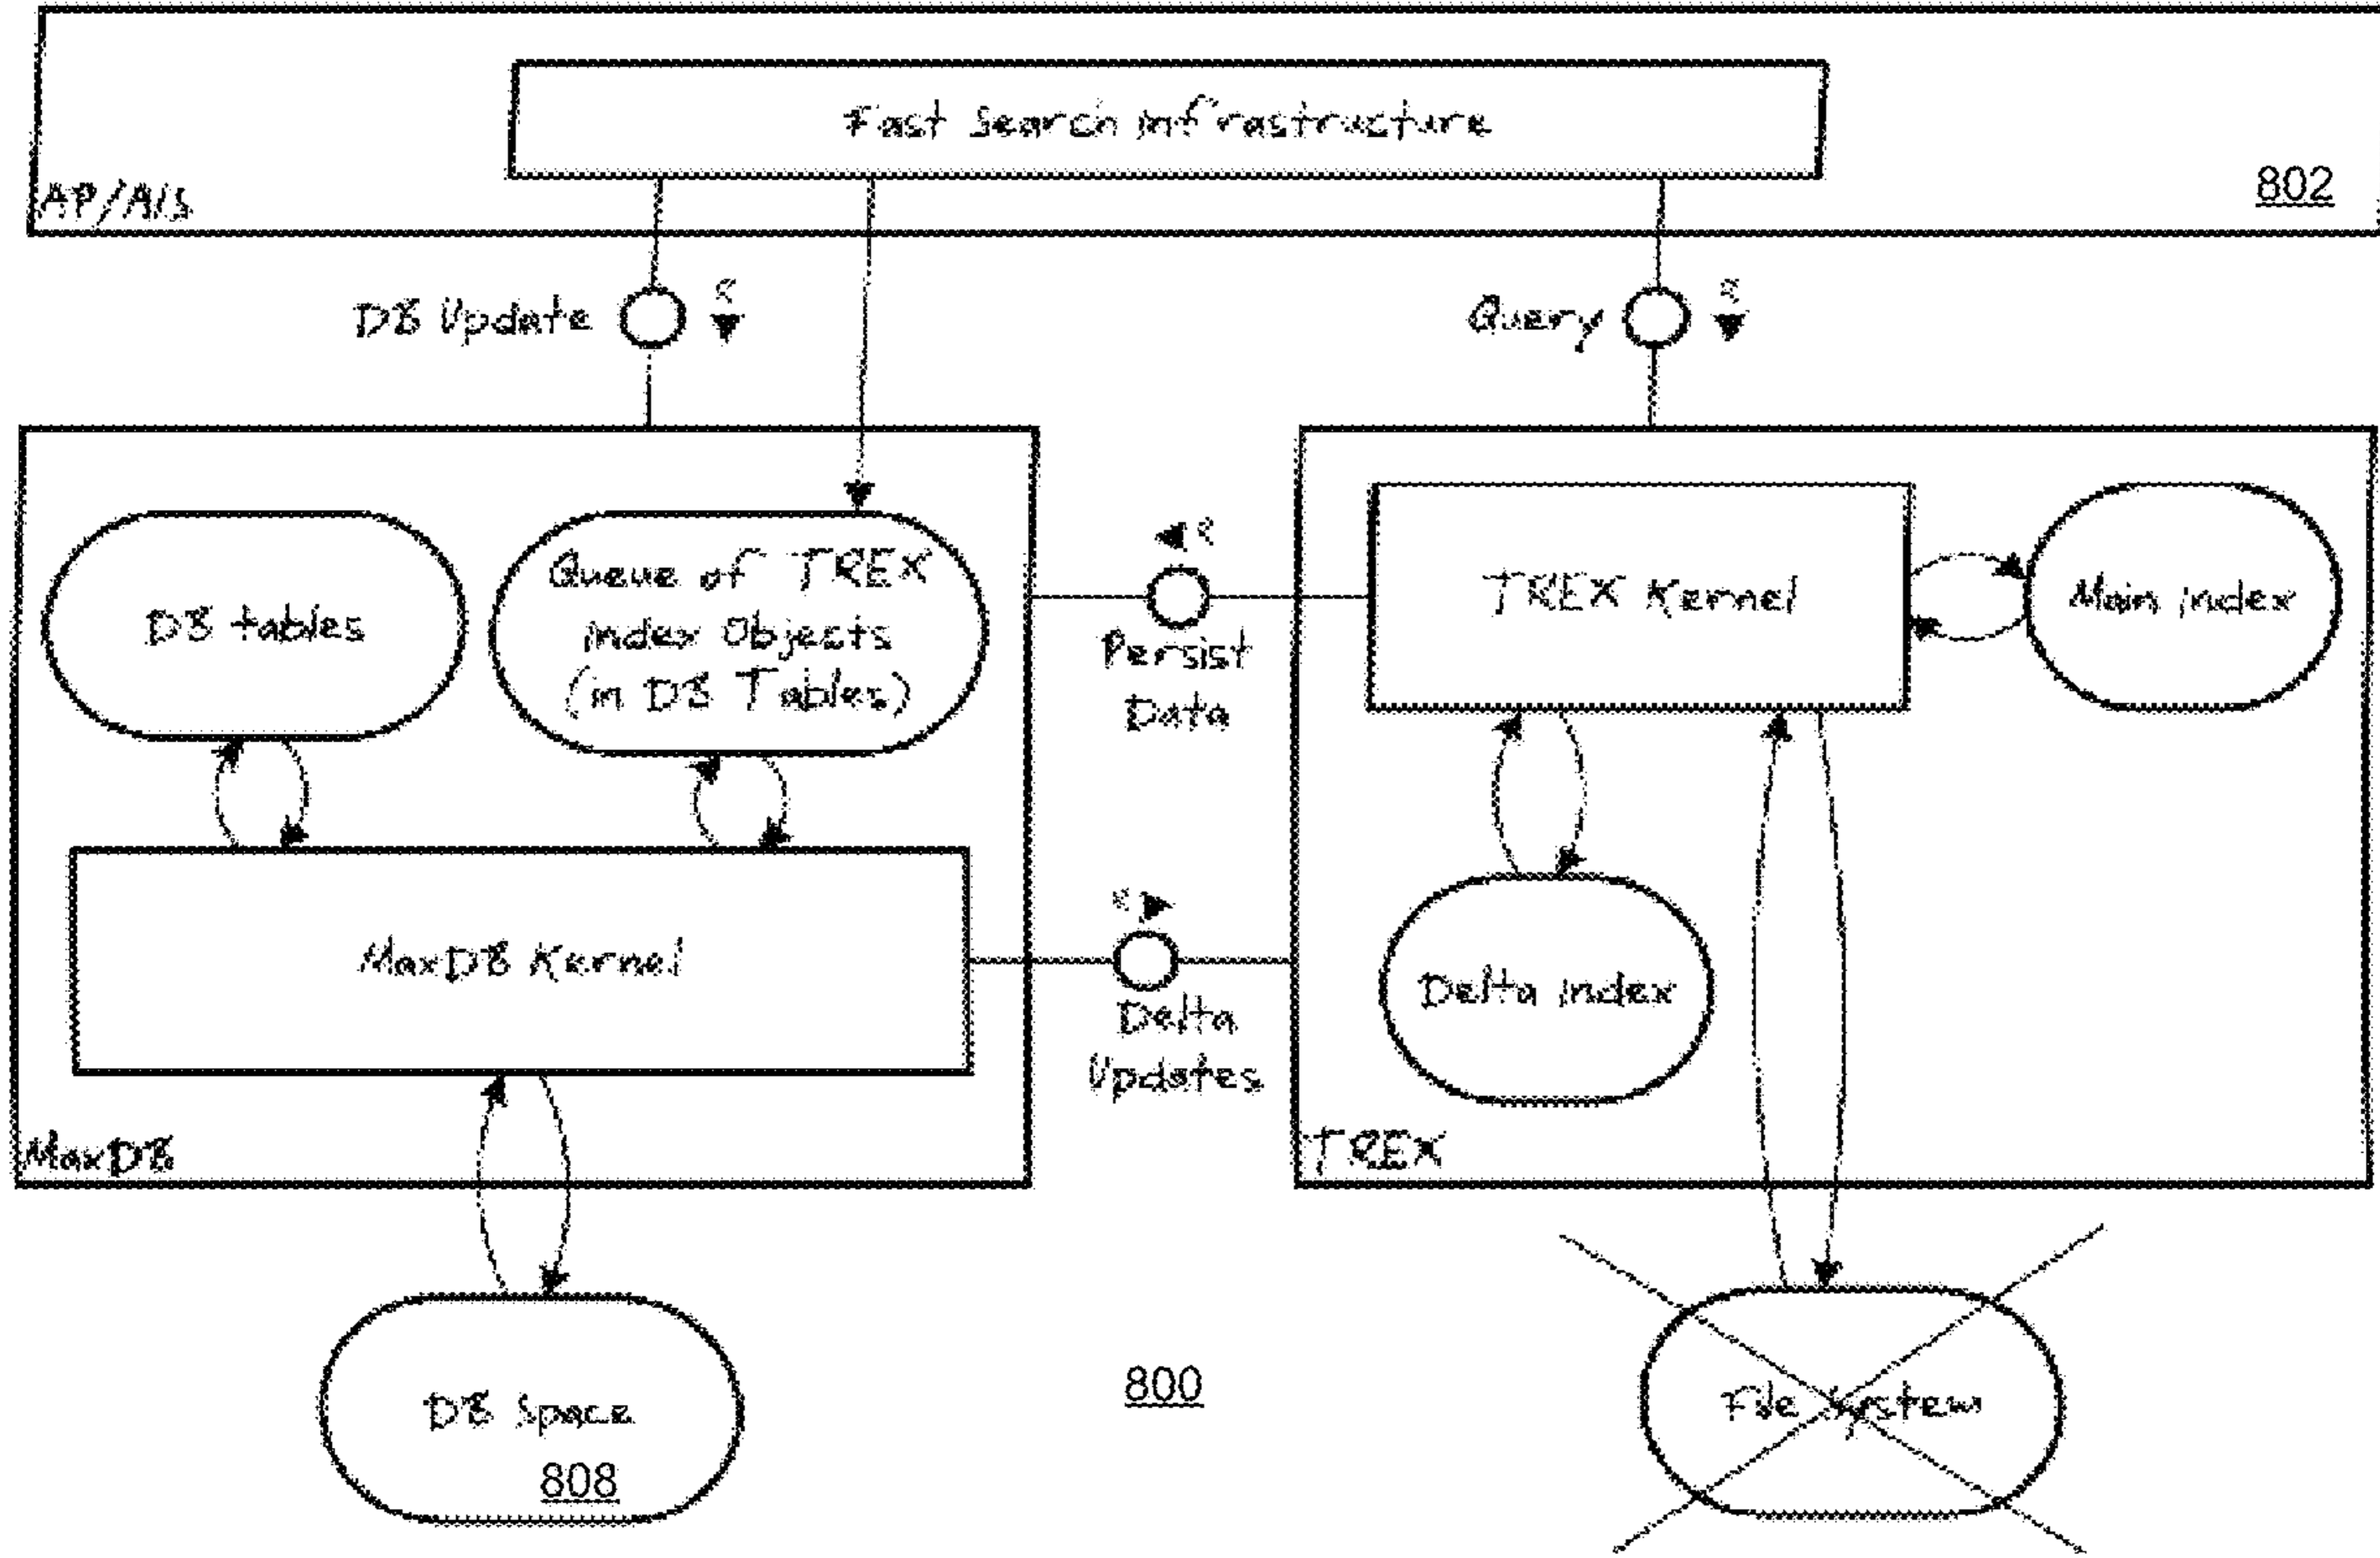 Fast Search Infrastructure
AP/AIS
802
DB Update
R
Query
R
DB tables
Queue of TREX
Index Objects
(in DB Tables)
R
Persist
Data
TREX Kernel
Main Index
MaxDB Kernel
R
Delta
Updates
Delta Index
MaxDB
TREX
DB Space
808
800
File System